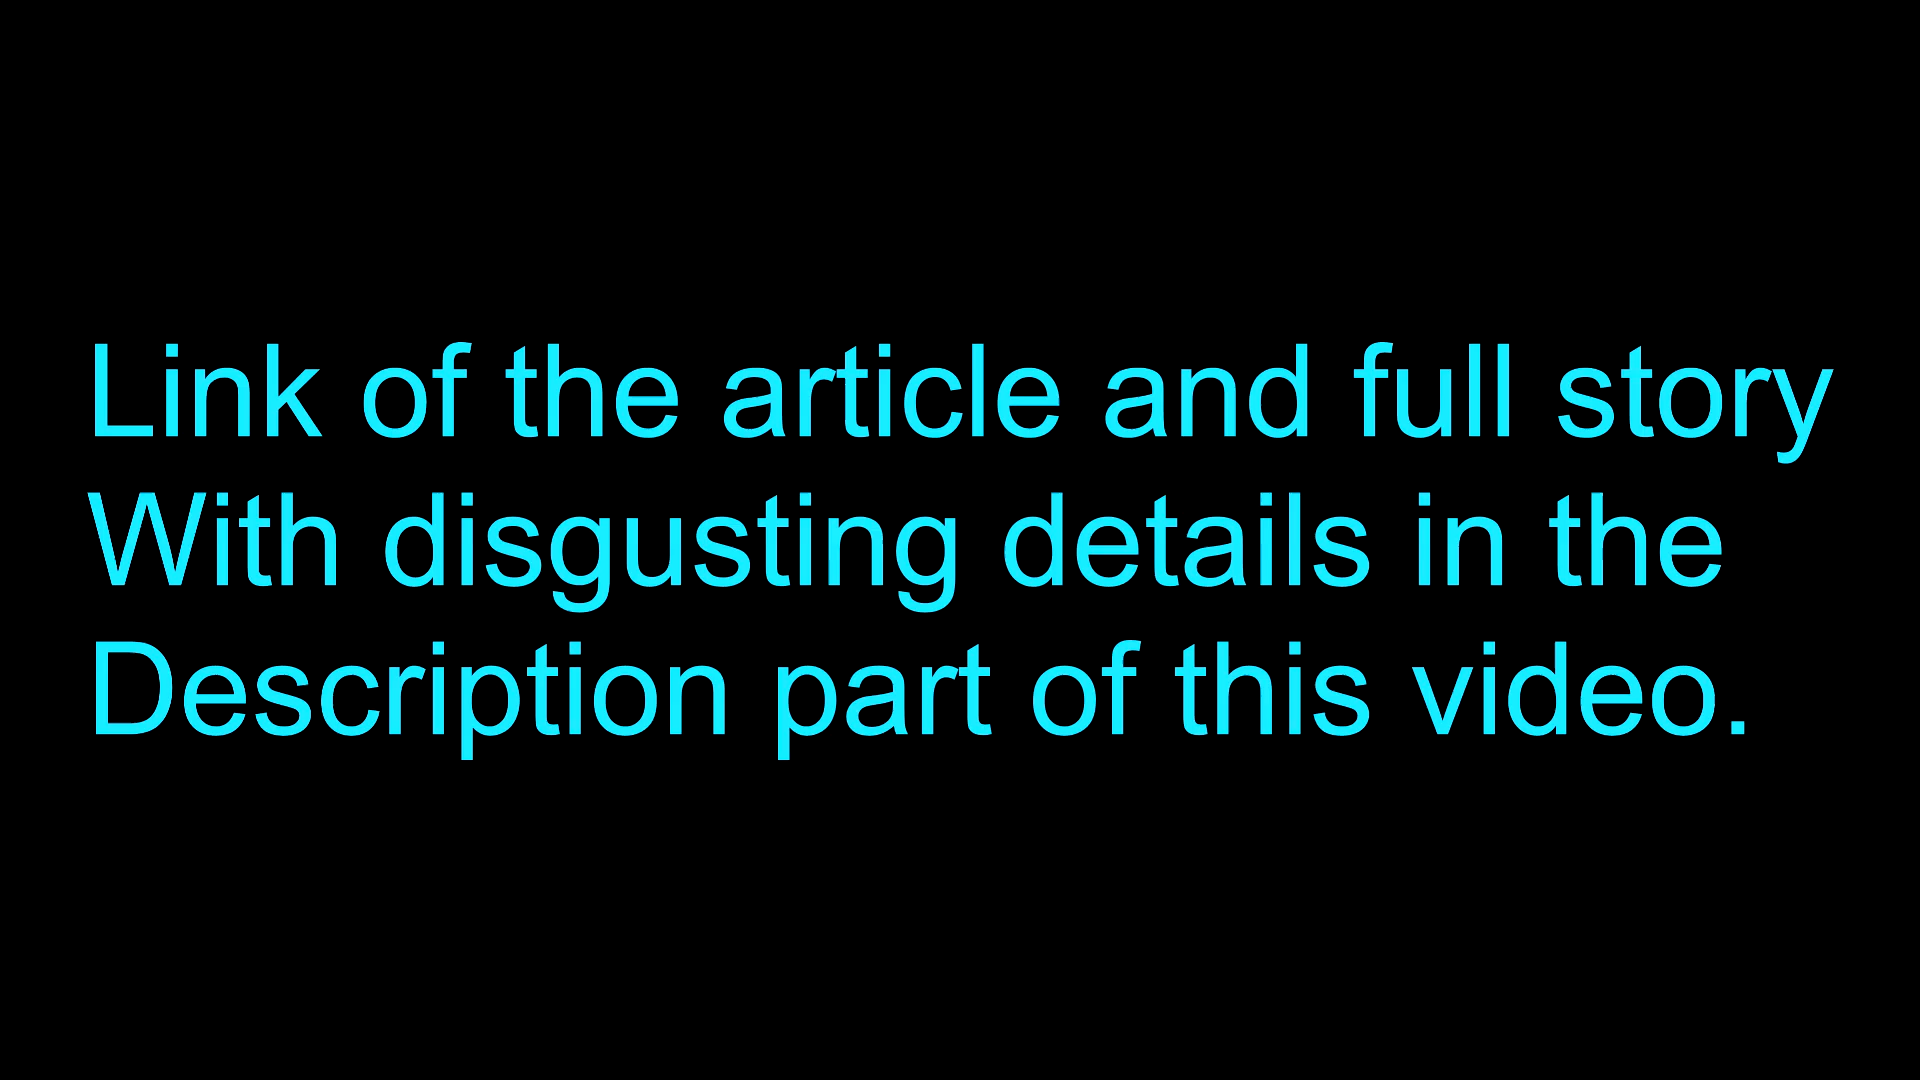 Link of the article and full story
With disgusting details in the
Description part of this video.